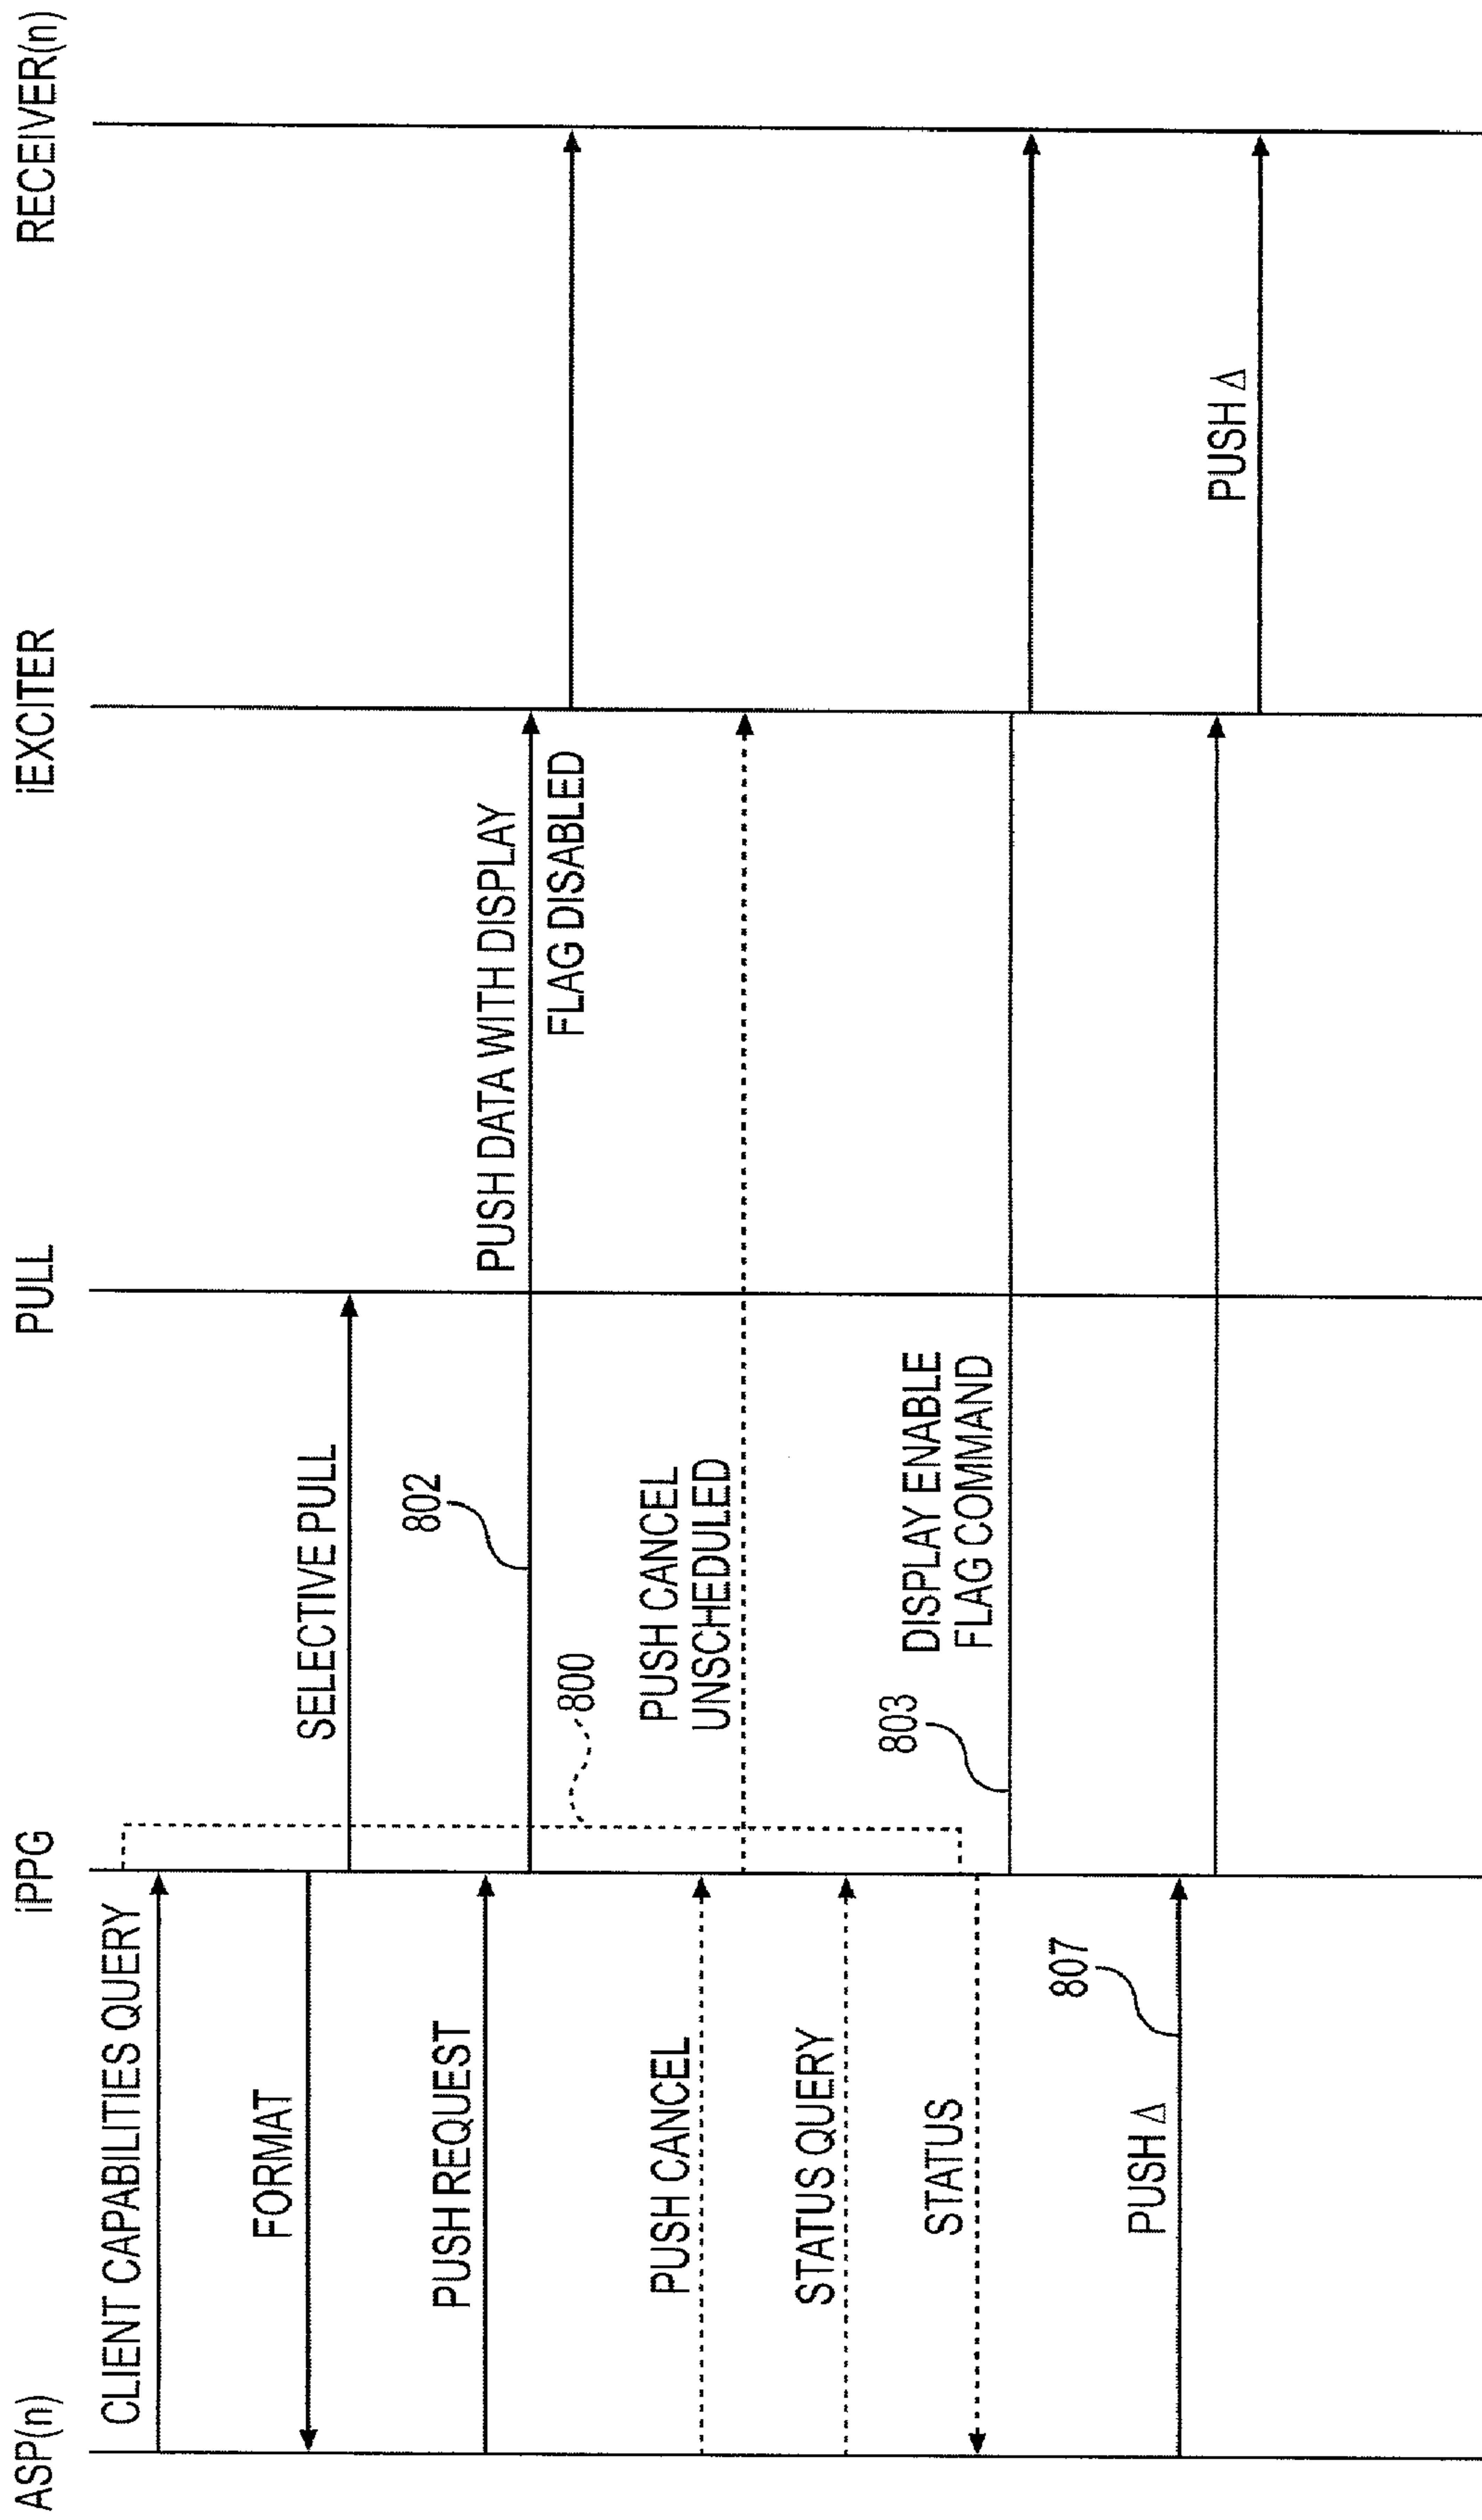 ASP(n)
iPPG
PULL
iEXCITER
RECEIVER(n)
CLIENT CAPABILITIES QUERY
FORMAT
SELECTIVE PULL
PUSH REQUEST
802
PUSH DATA WITH DISPLAY
FLAG DISABLED
800
PUSH CANCEL
PUSH CANCEL
UNSCHEDULED
STATUS QUERY
STATUS
803
DISPLAY ENABLE
FLAG COMMAND
PUSH Δ
807
PUSH Δ